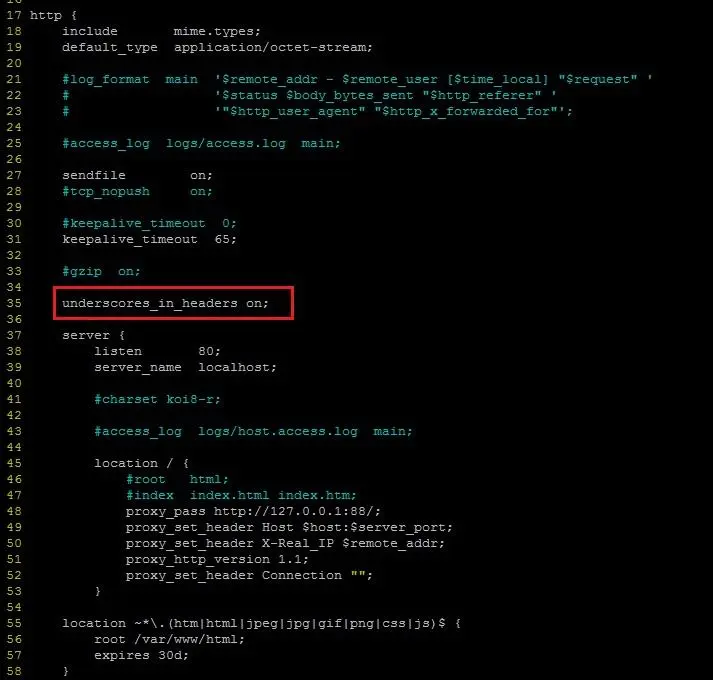 17 http {
18     include       mime.types;
19     default_type  application/octet-stream;
20
21     #log_format  main  '$remote_addr - $remote_user [$time_local] "$request" '
22     #                  '$status $body_bytes_sent "$http_referer" '
23     #                  '"$http_user_agent" "$http_x_forwarded_for"';
24
25     #access_log  logs/access.log  main;
26
27     sendfile        on;
28     #tcp_nopush     on;
29
30     #keepalive_timeout  0;
31     keepalive_timeout  65;
32
33     #gzip  on;
34
35     underscores_in_headers on;
36
37     server {
38         listen       80;
39         server_name  localhost;
40
41         #charset koi8-r;
42
43         #access_log  logs/host.access.log  main;
44
45         location / {
46             #root   html;
47             #index  index.html index.htm;
48             proxy_pass http://127.0.0.1:88/;
49             proxy_set_header Host $host:$server_port;
50             proxy_set_header X-Real_IP $remote_addr;
51             proxy_http_version 1.1;
52             proxy_set_header Connection "";
53         }
54
55     location ~*\.(htm|html|jpeg|jpg|gif|png|css|js)$ {
56         root /var/www/html;
57         expires 30d;
58     }